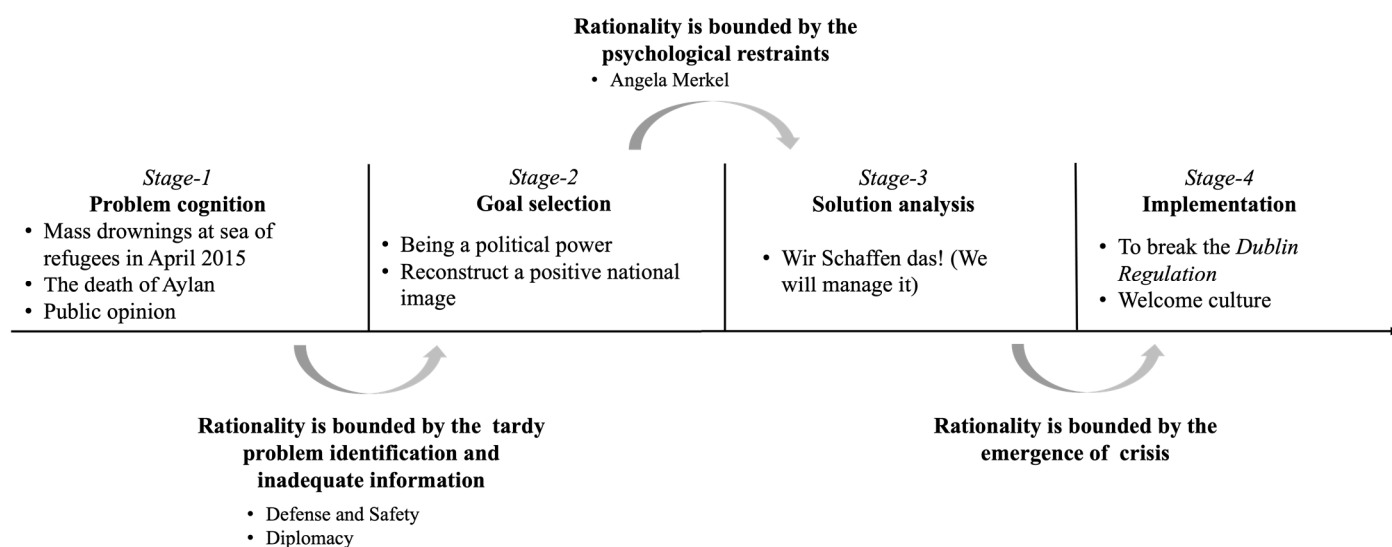 Rationality is bounded by the
psychological restraints
• Angela Merkel
Stage-1
Problem cognition
• Mass drownings at sea of
refugees in April 2015
• The death of Aylan
• Public opinion
Stage-2
Goal selection
• Being a political power
• Reconstruct a positive national
image
Stage-3
Solution analysis
• Wir Schaffen das! (We
will manage it)
Stage-4
Implementation
• To break the Dublin
Regulation
• Welcome culture
Rationality is bounded by the tardy
problem identification and
inadequate information
• Defense and Safety
• Diplomacy
Rationality is bounded by the
emergence of crisis